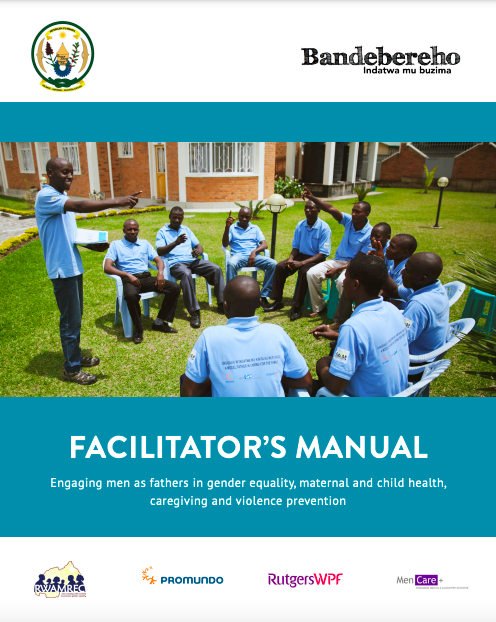 Bandebereho
Indatwa mu buzima
FACILITATOR'S MANUAL
Engaging men as fathers in gender equality, maternal and child health,
caregiving and violence prevention
RWAMREC
PROMUNDO
RutgersWPF
MenCare+